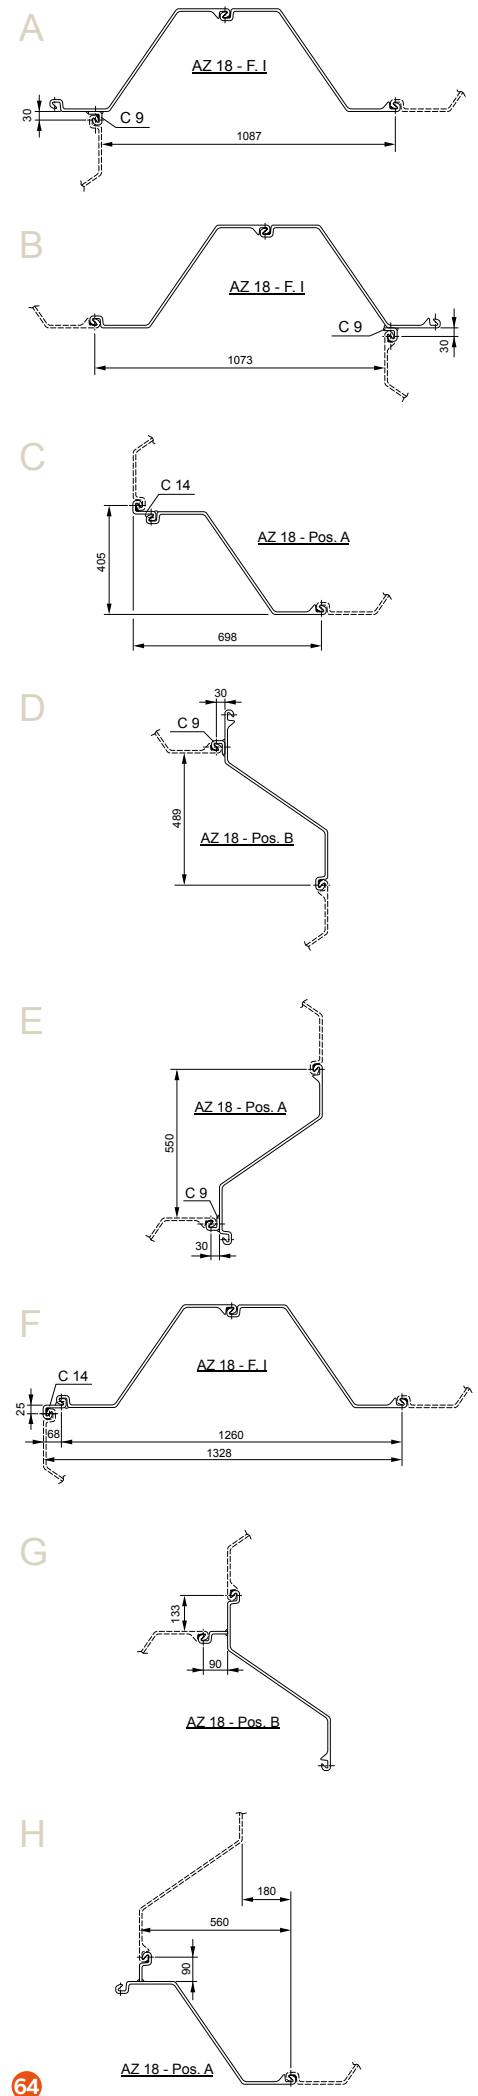 A
AZ 18 - F. I
30
C 9
1087
B
AZ 18 - F. I
C 9
30
1073
C
C 14
AZ 18 - Pos. A
405
698
D
30
C 9
489
AZ 18 - Pos. B
E
AZ 18 - Pos. A
550
C 9
30
F
AZ 18 - F. I
C 14
25
68
1260
1328
G
133
90
AZ 18 - Pos. B
H
180
560
90
AZ 18 - Pos. A
64